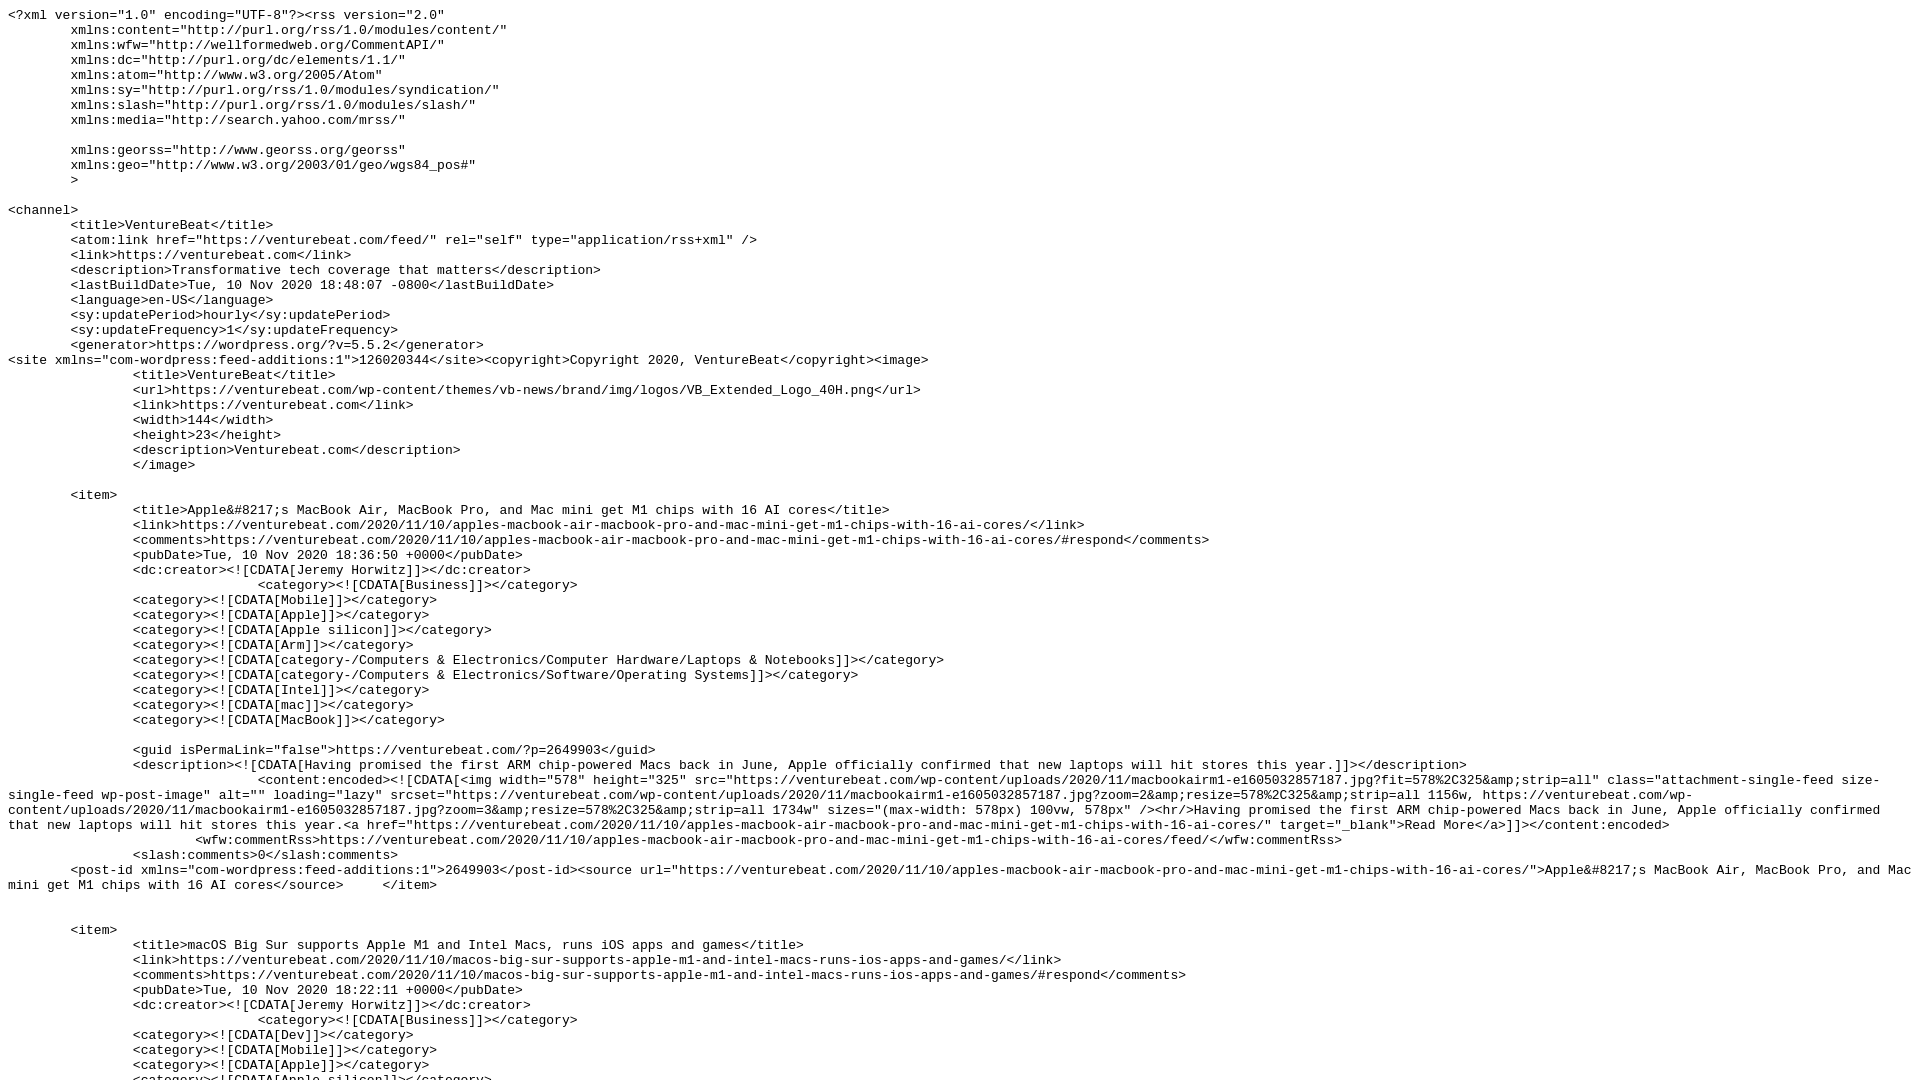 <?xml version="1.0" encoding="UTF-8"?><rss version="2.0"
xmlns:content="http://purl.org/rss/1.0/modules/content/"
xmlns:wfw="http://wellformedweb.org/CommentAPI/"
xmlns:dc="http://purl.org/dc/elements/1.1/"
xmlns:atom="http://www.w3.org/2005/Atom"
xmlns:sy="http://purl.org/rss/1.0/modules/syndication/"
xmlns:slash="http://purl.org/rss/1.0/modules/slash/"
xmlns:media="http://search.yahoo.com/mrss/"
xmlns:georss="http://www.georss.org/georss"
xmlns:geo="http://www.w3.org/2003/01/geo/wgs84_pos#"
>
<channel>
<title>VentureBeat</title>
<atom:link href="https://venturebeat.com/feed/" rel="self" type="application/rss+xml" />
<link>https://venturebeat.com</link>
<description>Transformative tech coverage that matters</description>
<lastBuildDate>Tue, 10 Nov 2020 18:48:07 -0800</lastBuildDate>
<language>en-US</language>
<sy:updatePeriod>hourly</sy:updatePeriod>
<sy:updateFrequency>1</sy:updateFrequency>
<generator>https://wordpress.org/?v=5.5.2</generator>
<site xmlns="com-wordpress:feed-additions:1">126020344</site><copyright>Copyright 2020, VentureBeat</copyright><image>
<title>VentureBeat</title>
<url>https://venturebeat.com/wp-content/themes/vb-news/brand/img/logos/VB_Extended_Logo_40H.png</url>
<link>https://venturebeat.com</link>
<width>144</width>
<height>23</height>
<description>Venturebeat.com</description>
</image>
<item>
<title>Apple&#8217;s MacBook Air, MacBook Pro, and Mac mini get M1 chips with 16 AI cores</title>
<link>https://venturebeat.com/2020/11/10/apples-macbook-air-macbook-pro-and-mac-mini-get-m1-chips-with-16-ai-cores/</link>
<comments>https://venturebeat.com/2020/11/10/apples-macbook-air-macbook-pro-and-mac-mini-get-m1-chips-with-16-ai-cores/#respond</comments>
<pubDate>Tue, 10 Nov 2020 18:36:50 +0000</pubDate>
<dc:creator><![CDATA[Jeremy Horwitz]]></dc:creator>
<category><![CDATA[Business]]></category>
<category><![CDATA[Mobile]]></category>
<category><![CDATA[Apple]]></category>
<category><![CDATA[Apple silicon]]></category>
<category><![CDATA[Arm]]></category>
<category><![CDATA[category-/Computers & Electronics/Computer Hardware/Laptops & Notebooks]]></category>
<category><![CDATA[category-/Computers & Electronics/Software/Operating Systems]]></category>
<category><![CDATA[Intel]]></category>
<category><![CDATA[mac]]></category>
<category><![CDATA[MacBook]]></category>
<guid isPermaLink="false">https://venturebeat.com/?p=2649903</guid>
<description><![CDATA[Having promised the first ARM chip-powered Macs back in June, Apple officially confirmed that new laptops will hit stores this year.]]></description>
<content:encoded><![CDATA[<img width="578" height="325" src="https://venturebeat.com/wp-content/uploads/2020/11/macbookairm1-e1605032857187.jpg?fit=578%2C325&amp;strip=all" class="attachment-single-feed size-
single-feed wp-post-image" alt="" loading="lazy" srcset="https://venturebeat.com/wp-content/uploads/2020/11/macbookairm1-e1605032857187.jpg?zoom=2&amp;resize=578%2C325&amp;strip=all 1156w, https://venturebeat.com/wp-
content/uploads/2020/11/macbookairm1-e1605032857187.jpg?zoom=3&amp;resize=578%2C325&amp;strip=all 1734w" sizes="(max-width: 578px) 100vw, 578px" /><hr/>Having promised the first ARM chip-powered Macs back in June, Apple officially confirmed
that new laptops will hit stores this year.<a href="https://venturebeat.com/2020/11/10/apples-macbook-air-macbook-pro-and-mac-mini-get-m1-chips-with-16-ai-cores/" target="_blank">Read More</a>]]></content:encoded>
<wfw:commentRss>https://venturebeat.com/2020/11/10/apples-macbook-air-macbook-pro-and-mac-mini-get-m1-chips-with-16-ai-cores/feed/</wfw:commentRss>
<slash:comments>0</slash:comments>
<post-id xmlns="com-wordpress:feed-additions:1">2649903</post-id><source url="https://venturebeat.com/2020/11/10/apples-macbook-air-macbook-pro-and-mac-mini-get-m1-chips-with-16-ai-cores/">Apple&#8217;s MacBook Air, MacBook Pro, and Mac
mini get M1 chips with 16 AI cores</source>     </item>
<item>
<title>macOS Big Sur supports Apple M1 and Intel Macs, runs iOS apps and games</title>
<link>https://venturebeat.com/2020/11/10/macos-big-sur-supports-apple-m1-and-intel-macs-runs-ios-apps-and-games/</link>
<comments>https://venturebeat.com/2020/11/10/macos-big-sur-supports-apple-m1-and-intel-macs-runs-ios-apps-and-games/#respond</comments>
<pubDate>Tue, 10 Nov 2020 18:22:11 +0000</pubDate>
<dc:creator><![CDATA[Jeremy Horwitz]]></dc:creator>
<category><![CDATA[Business]]></category>
<category><![CDATA[Dev]]></category>
<category><![CDATA[Mobile]]></category>
<category><![CDATA[Apple]]></category>
<category><![CDATA[Apple silicon]]></category>